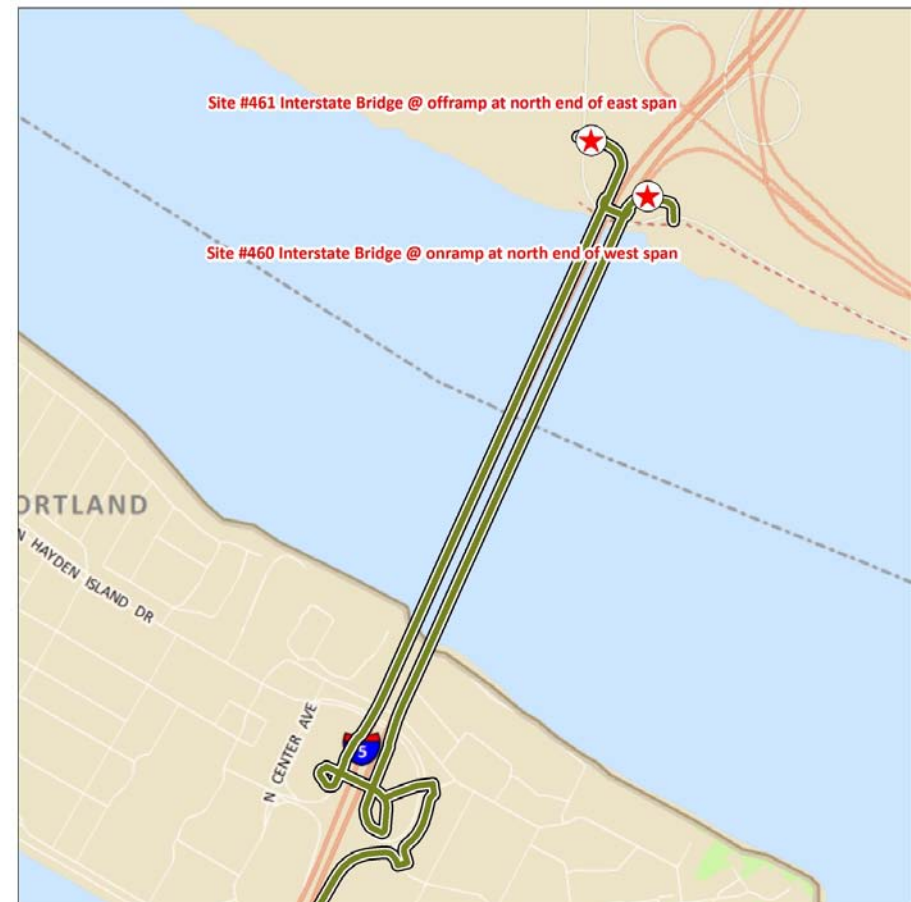 Site #461 Interstate Bridge @ offramp at north end of east span
Site #460 Interstate Bridge @ onramp at north end of west span
ORTLAND
N HAYDEN ISLAND DR
N CENTER AVE
5